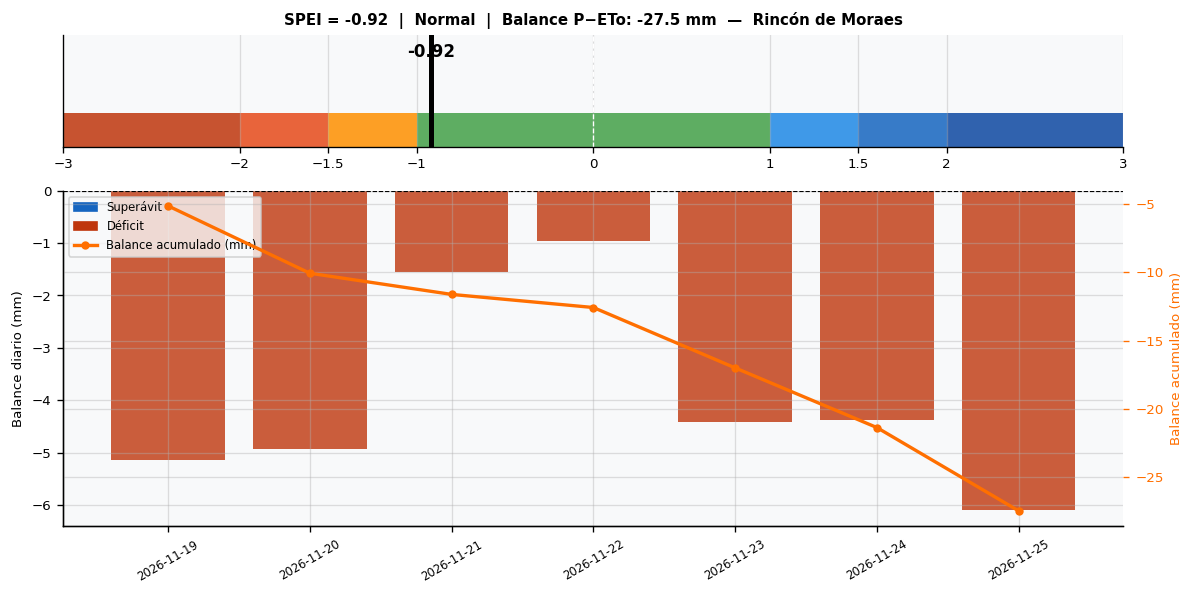 SPEI = -0.92  |  Normal  |  Balance P−ETo: -27.5 mm  —  Rincón de Moraes
-0.92
−3 −2 −1.5 −1 0 1 1.5 2 3
Superávit
Déficit
Balance acumulado (mm)
Balance diario (mm)
0
−1
−2
−3
−4
−5
−6
−5
−10
−15
−20
−25
Balance acumulado (mm)
2026-11-19 2026-11-20 2026-11-21 2026-11-22 2026-11-23 2026-11-24 2026-11-25